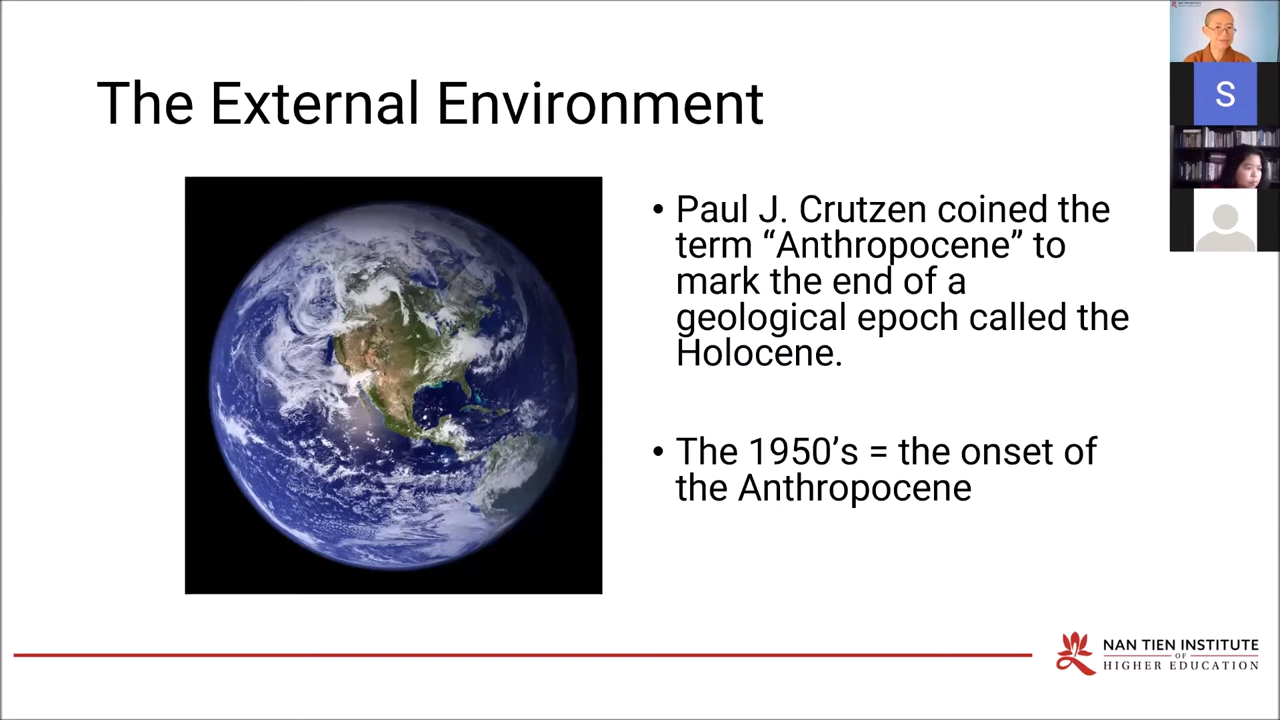 The External Environment
S
• Paul J. Crutzen coined the
term “Anthropocene” to
mark the end of a
geological epoch called the
Holocene.
• The 1950’s = the onset of
the Anthropocene
NAN TIEN INSTITUTE
OF
HIGHER EDUCATION